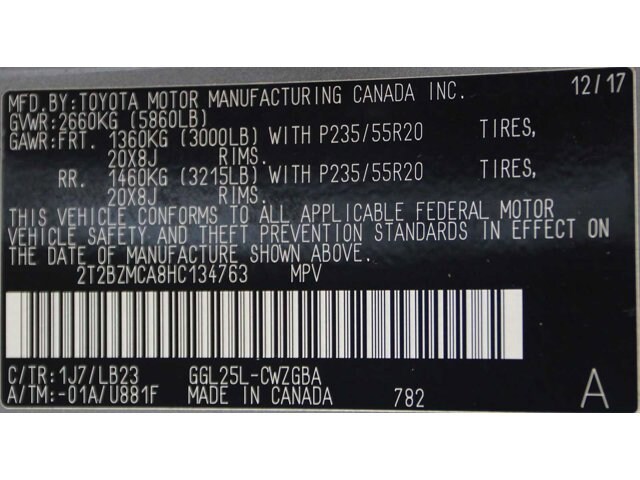 MFD.BY:TOYOTA MOTOR MANUFACTURING CANADA INC. 12/17
GVWR:2660KG (5860LB)
GAWR:FRT. 1360KG (3000LB) WITH P235/55R20 TIRES,
20X8J RIMS.
RR. 1460KG (3215LB) WITH P235/55R20 TIRES,
20X8J RIMS.
THIS VEHICLE CONFORMS TO ALL APPLICABLE FEDERAL MOTOR
VEHICLE SAFETY AND THEFT PREVENTION STANDARDS IN EFFECT ON
THE DATE OF MANUFACTURE SHOWN ABOVE.
2T2BZMCA8HC134763 MPV
C/TR:1J7/LB23 GGL25L-CWZGBA
A/TM:-01A/U881F MADE IN CANADA 782 A